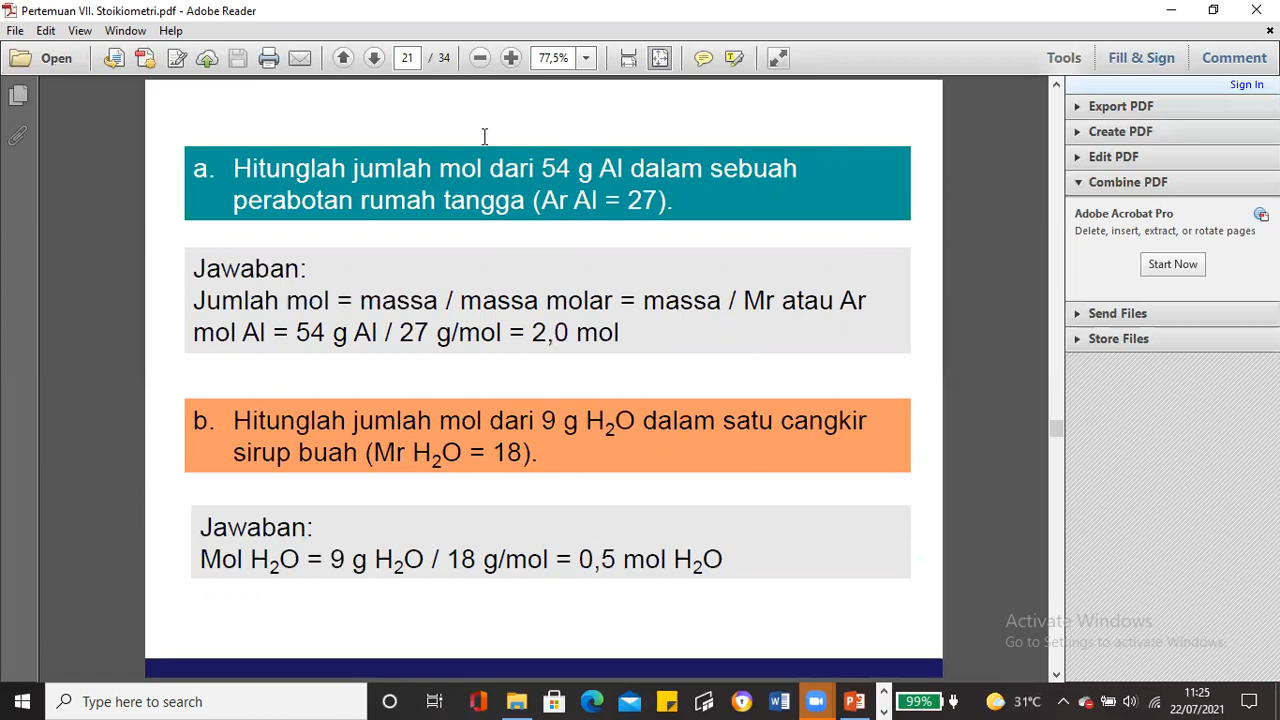 Pertemuan VII. Stoikiometri.pdf - Adobe Reader
File Edit View Window Help
Open 21 / 34 77,5% Tools Fill & Sign Comment
Sign In
Export PDF
Create PDF
Edit PDF
Combine PDF
Adobe Acrobat Pro
Delete, insert, extract, or rotate pages
Start Now
Send Files
Store Files
a. Hitunglah jumlah mol dari 54 g Al dalam sebuah
perabotan rumah tangga (Ar Al = 27).
Jawaban:
Jumlah mol = massa / massa molar = massa / Mr atau Ar
mol Al = 54 g Al / 27 g/mol = 2,0 mol
b. Hitunglah jumlah mol dari 9 g H₂O dalam satu cangkir
sirup buah (Mr H₂O = 18).
Jawaban:
Mol H₂O = 9 g H₂O / 18 g/mol = 0,5 mol H₂O
Activate Windows
Go to Settings to activate Windows.
Type here to search
99%
31°C
11:25
22/07/2021